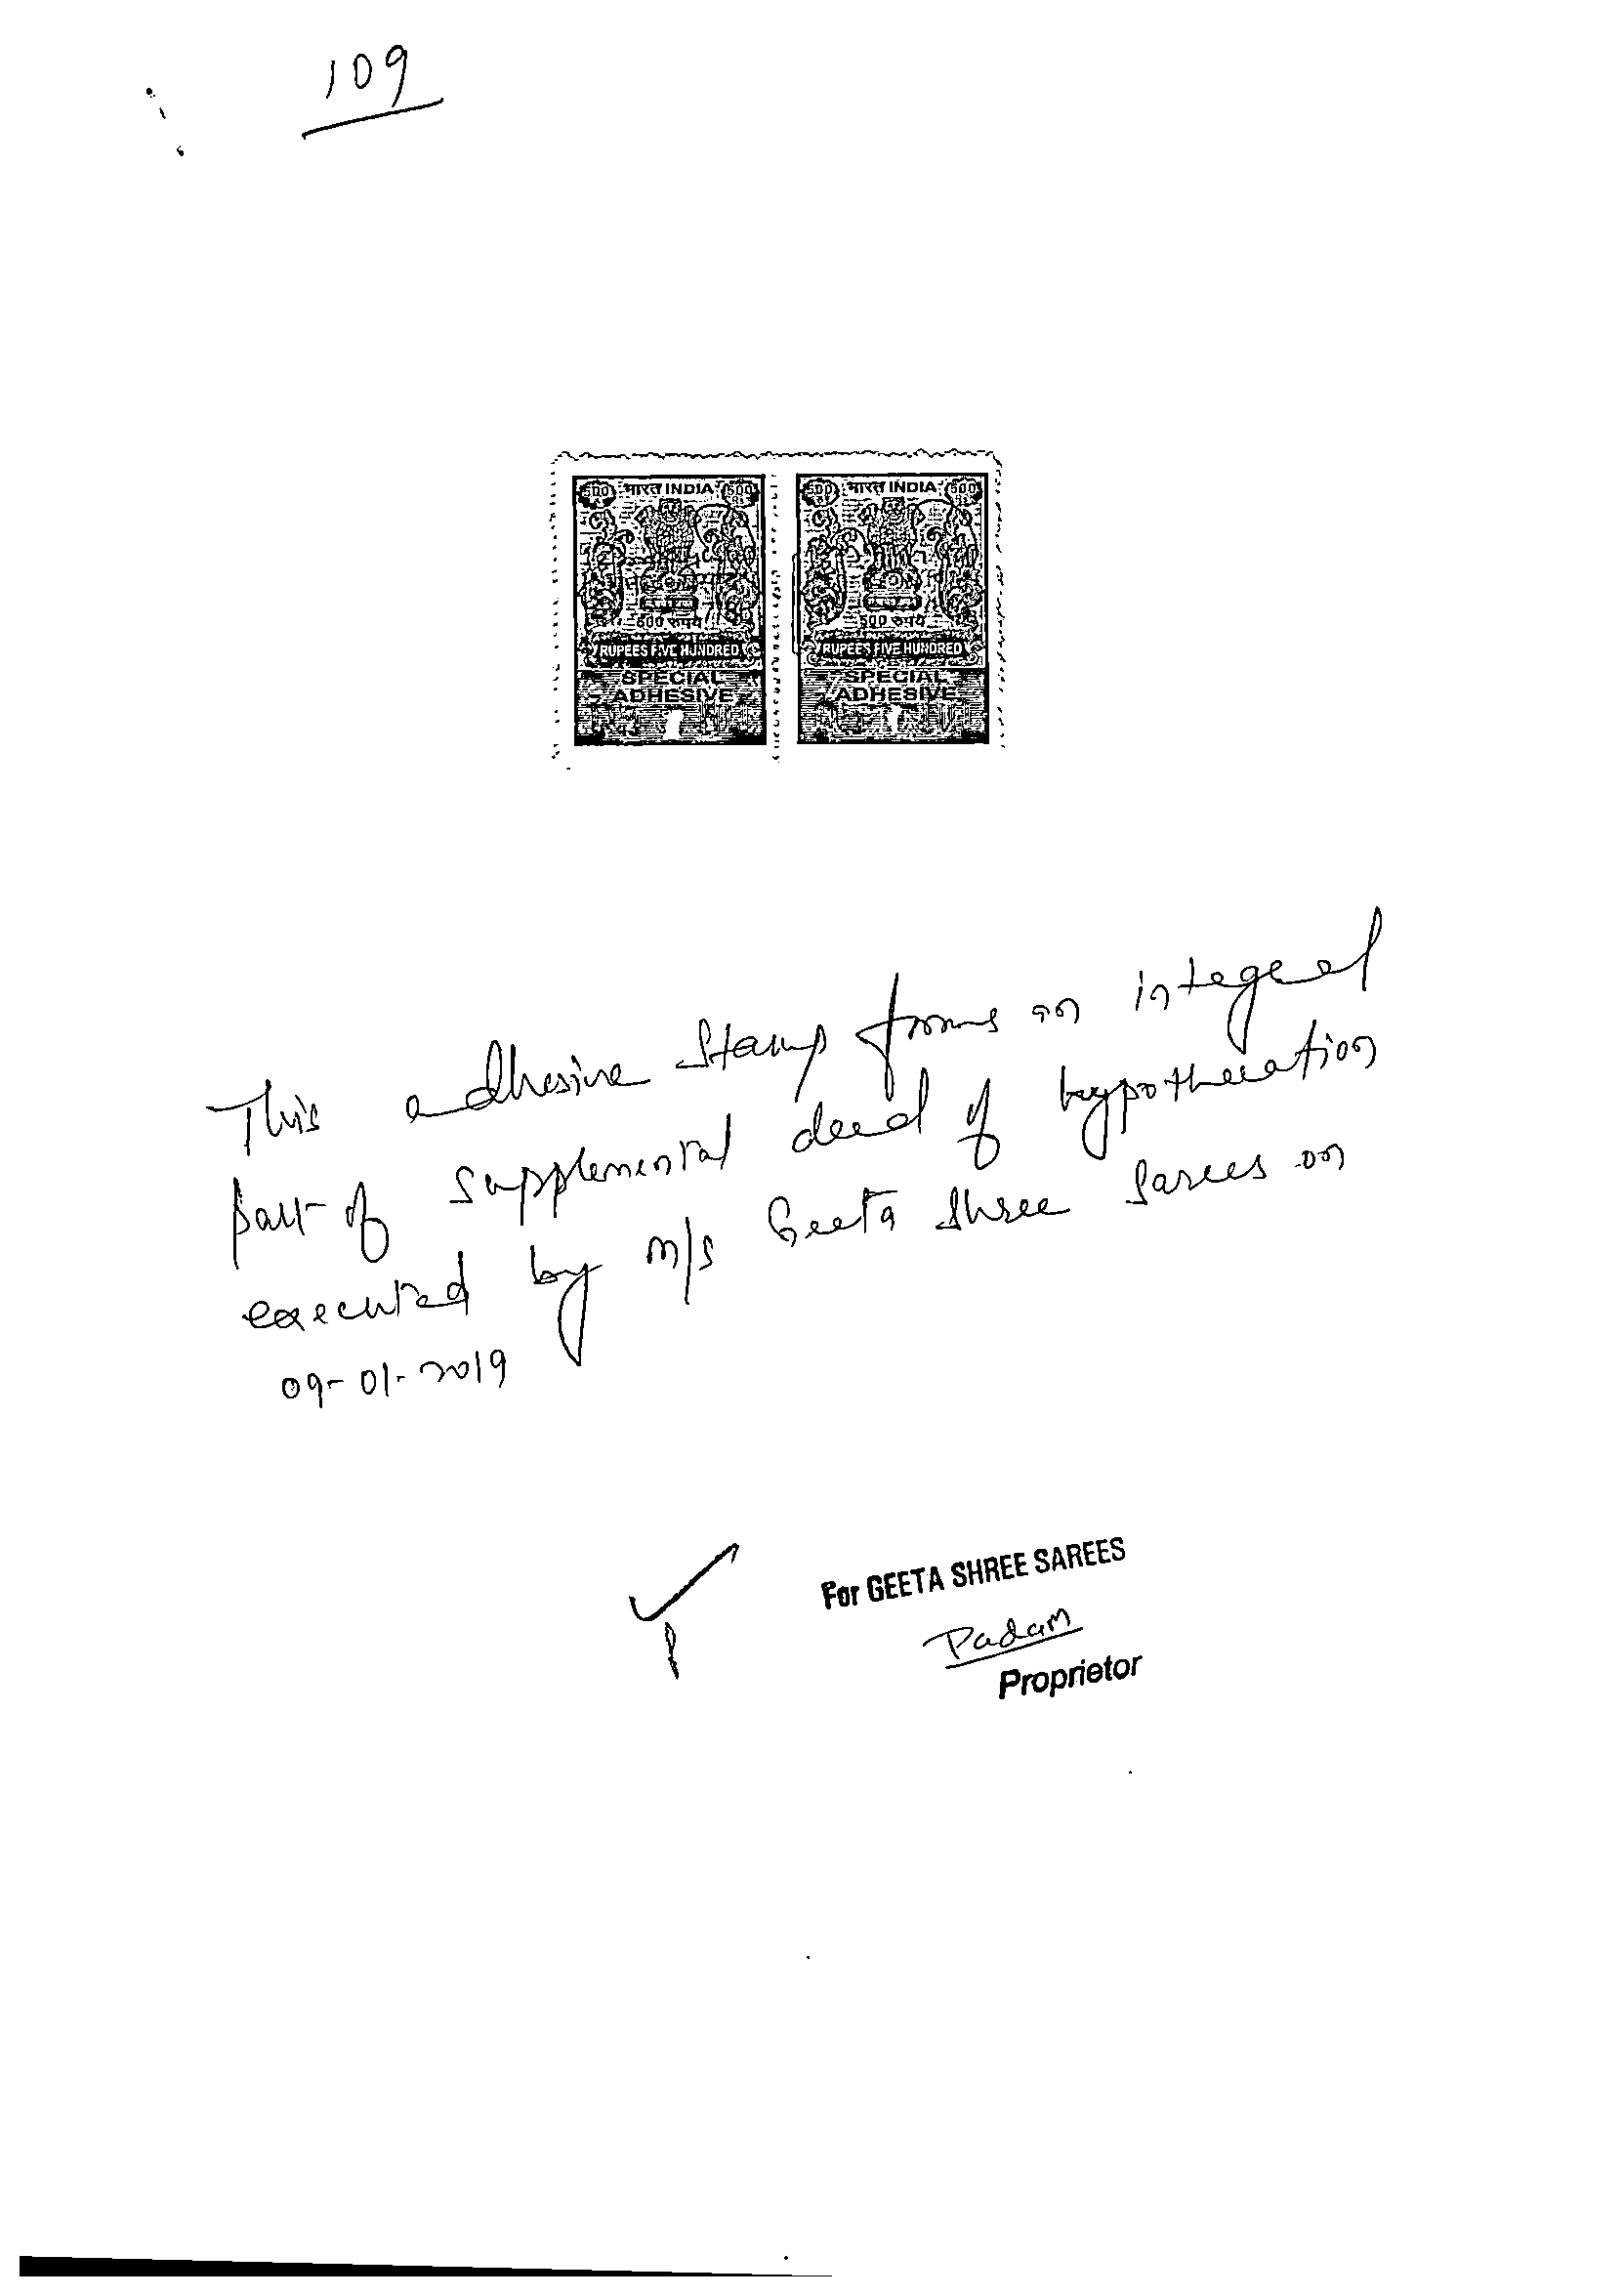 109
500 भारत INDIA 500
500 भारत INDIA 500
500 रुपये
500 रुपये
RUPEES FIVE HUNDRED
RUPEES FIVE HUNDRED
SPECIAL
ADHESIVE
SPECIAL
ADHESIVE
This adhesive stamp forms an integral
part of supplemental deed of hypothecation
executed by M/s Geeta Shree Sarees on
09-01-2019
For GEETA SHREE SAREES
Padam
Proprietor